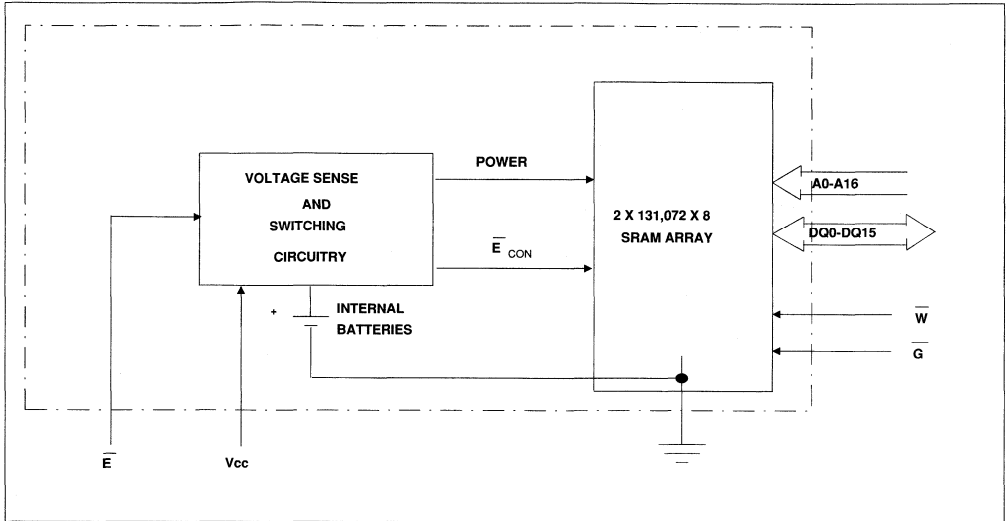 VOLTAGE SENSE
AND
SWITCHING
CIRCUITRY
POWER
E̅ CON
+
INTERNAL
BATTERIES
2 X 131,072 X 8
SRAM ARRAY
A0-A16
DQ0-DQ15
W̅
G̅
E̅
Vcc